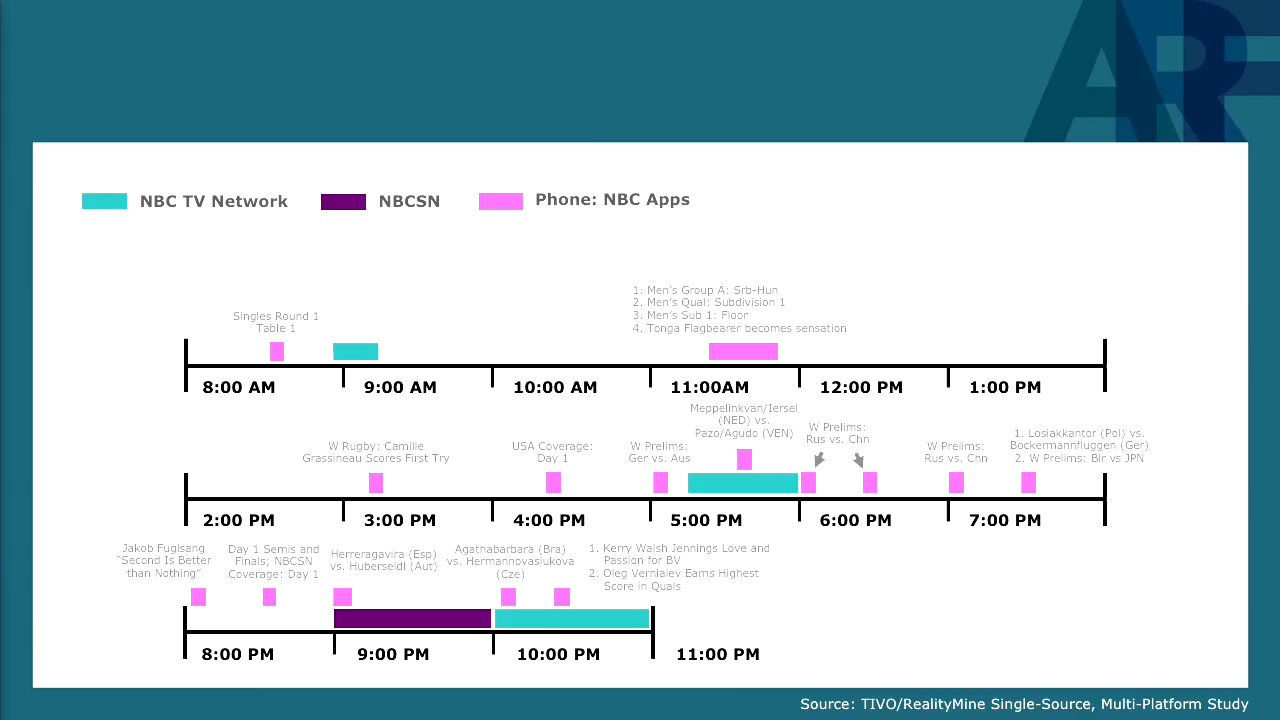 ARF
NBC TV Network
NBCSN
Phone: NBC Apps
Singles Round 1
Table 1
1. Men's Group A: Srb-Hun
2. Men's Qual: Subdivision 1
3. Men's Sub 1: Floor
4. Tonga Flagbearer becomes sensation
8:00 AM
9:00 AM
10:00 AM
11:00AM
12:00 PM
1:00 PM
W Rugby: Camille
Grassineau Scores First Try
USA Coverage:
Day 1
W Prelims:
Ger vs. Aus
Meppelinkvan/Iersel
(NED) vs.
Pazo/Agudo (VEN)
W Prelims:
Rus vs. Chn
W Prelims:
Rus vs. Chn
1. Losiakkantor (Pol) vs.
Bockermannfluggen (Ger)
2. W Prelims: Blr vs JPN
2:00 PM
3:00 PM
4:00 PM
5:00 PM
6:00 PM
7:00 PM
Jakob Fuglsang
"Second Is Better
than Nothing"
Day 1 Semis and
Finals; NBCSN
Coverage: Day 1
Herreragavira (Esp)
vs. Huberseidl (Aut)
Agathabarbara (Bra)
vs. Hermannovaslukova
(Cze)
1. Kerry Walsh Jennings Love and
Passion for BV
2. Oleg Verniaiev Earns Highest
Score in Quals
8:00 PM
9:00 PM
10:00 PM
11:00 PM
Source: TIVO/RealityMine Single-Source, Multi-Platform Study